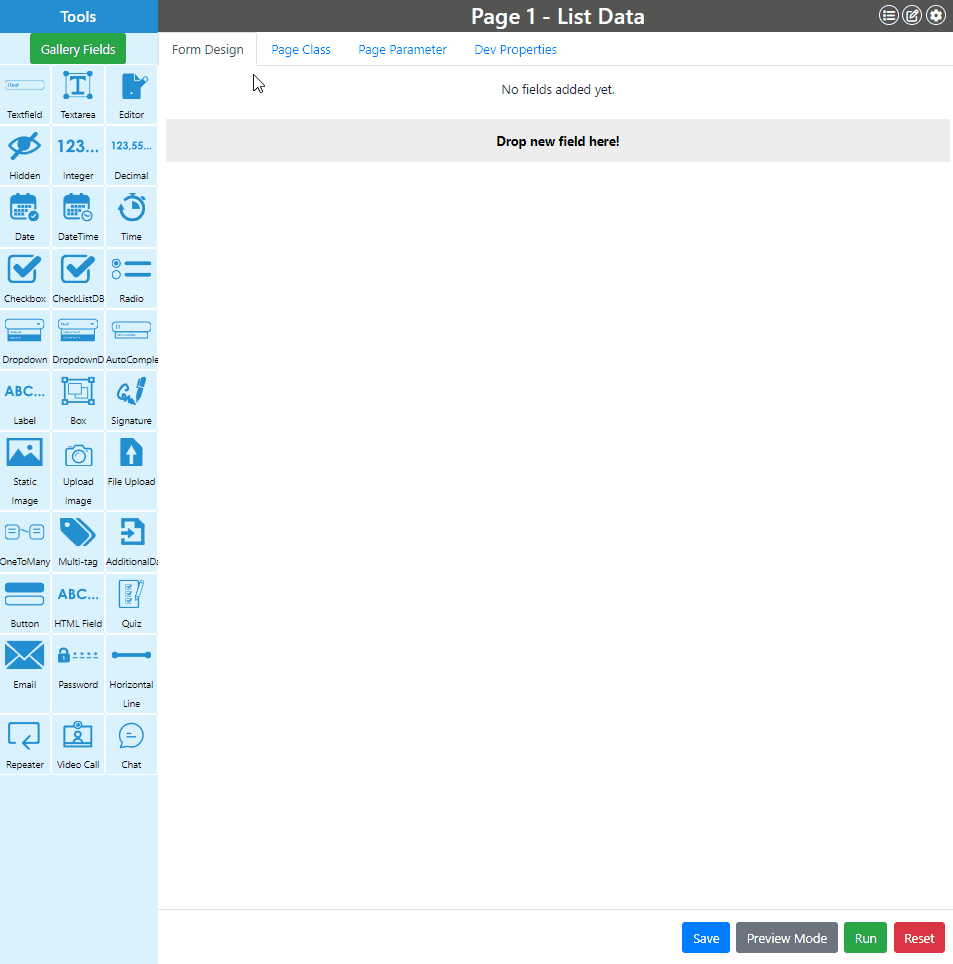 Tools
Page 1 - List Data
Gallery Fields
Form Design
Page Class
Page Parameter
Dev Properties
No fields added yet.
Drop new field here!
Textfield
Textarea
Editor
123...
123,55...
Hidden
Integer
Decimal
Date
DateTime
Time
Checkbox
CheckListDB
Radio
Dropdown
DropdownD
AutoComple
ABC...
Label
Box
Signature
Static
Image
Upload
Image
File Upload
OneToMany
Multi-tag
AdditionalDa
ABC...
Button
HTML Field
Quiz
Email
Password
Horizontal
Line
Repeater
Video Call
Chat
Save
Preview Mode
Run
Reset